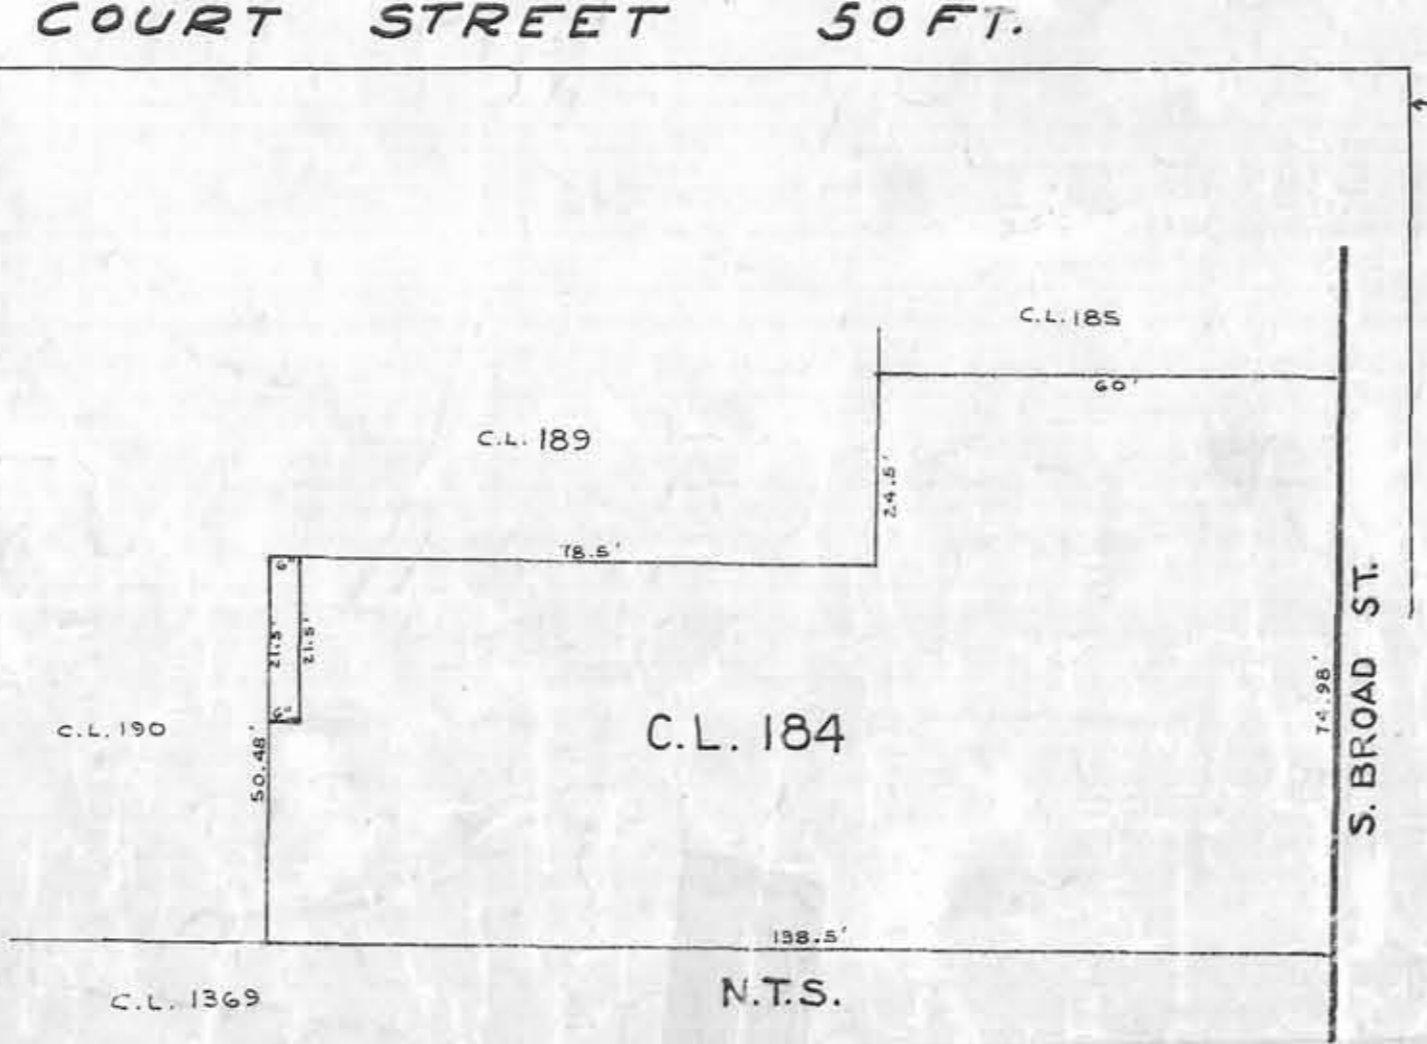 COURT STREET 50 FT.
C.L. 185
60'
C.L. 189
24.5'
78.5'
6"
21.5'
21.5'
6"
S. BROAD ST.
74.98'
C.L. 190
C.L. 184
50.48'
138.5'
C.L. 1369
N.T.S.